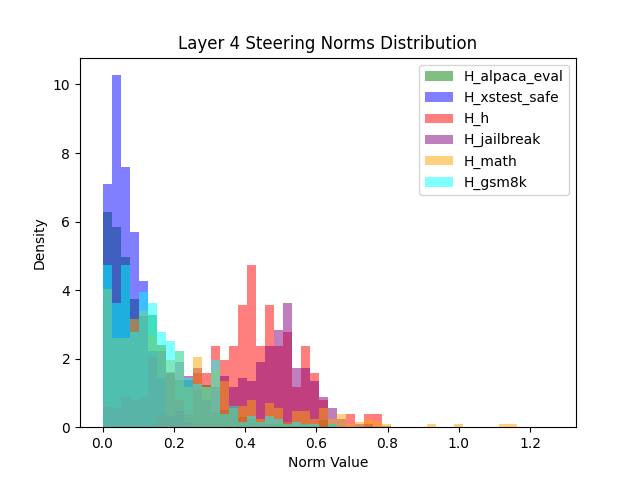 Layer 4 Steering Norms Distribution
H_alpaca_eval
H_xstest_safe
H_h
H_jailbreak
H_math
H_gsm8k
10
8
6
4
2
0
Density
0.0 0.2 0.4 0.6 0.8 1.0 1.2
Norm Value